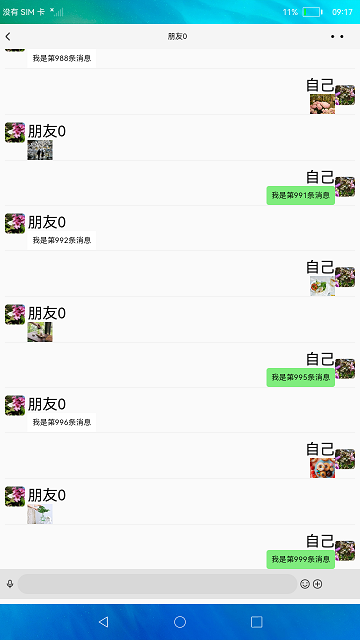 没有 SIM 卡
11%
09:17
朋友0
我是第988条消息
自己
朋友0
自己
我是第991条消息
朋友0
我是第992条消息
自己
朋友0
自己
我是第995条消息
朋友0
我是第996条消息
自己
朋友0
自己
我是第999条消息